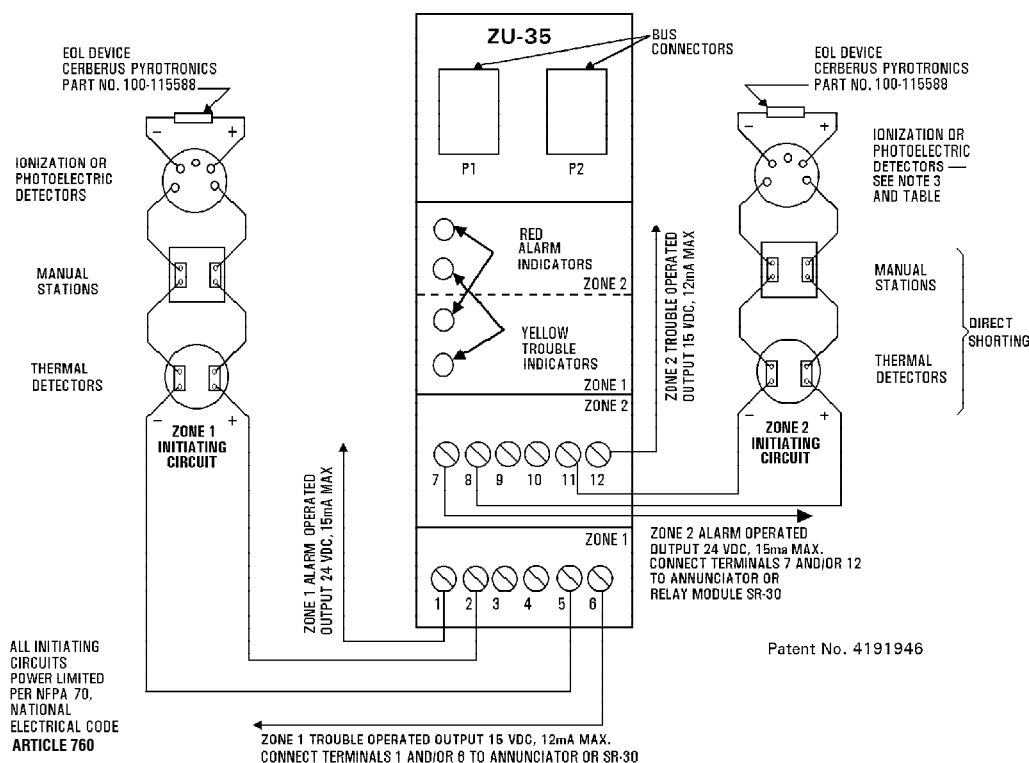 ZU-35
BUS
CONNECTORS
P1
P2
EOL DEVICE
CERBERUS PYROTRONICS
PART NO. 100-115588
− +
IONIZATION OR
PHOTOELECTRIC
DETECTORS
MANUAL
STATIONS
THERMAL
DETECTORS
− +
ZONE 1
INITIATING
CIRCUIT
RED
ALARM
INDICATORS
ZONE 2
YELLOW
TROUBLE
INDICATORS
ZONE 1
ZONE 2 TROUBLE OPERATED
OUTPUT 15 VDC, 12mA MAX
EOL DEVICE
CERBERUS PYROTRONICS
PART NO. 100-115588
− +
IONIZATION OR
PHOTOELECTRIC
DETECTORS —
SEE NOTE 3
AND TABLE
MANUAL
STATIONS
DIRECT
SHORTING
THERMAL
DETECTORS
− +
ZONE 2
INITIATING
CIRCUIT
ZONE 2
7 8 9 10 11 12
ZONE 1 ALARM OPERATED
OUTPUT 24 VDC, 15mA MAX
ZONE 2 ALARM OPERATED
OUTPUT 24 VDC, 15ma MAX.
CONNECT TERMINALS 7 AND/OR 12
TO ANNUNCIATOR OR
RELAY MODULE SR-30
ZONE 1
1 2 3 4 5 6
Patent No. 4191946
ALL INITIATING
CIRCUITS
POWER LIMITED
PER NFPA 70,
NATIONAL
ELECTRICAL CODE
ARTICLE 760
ZONE 1 TROUBLE OPERATED OUTPUT 15 VDC, 12mA MAX.
CONNECT TERMINALS 1 AND/OR 6 TO ANNUNCIATOR OR SR-30